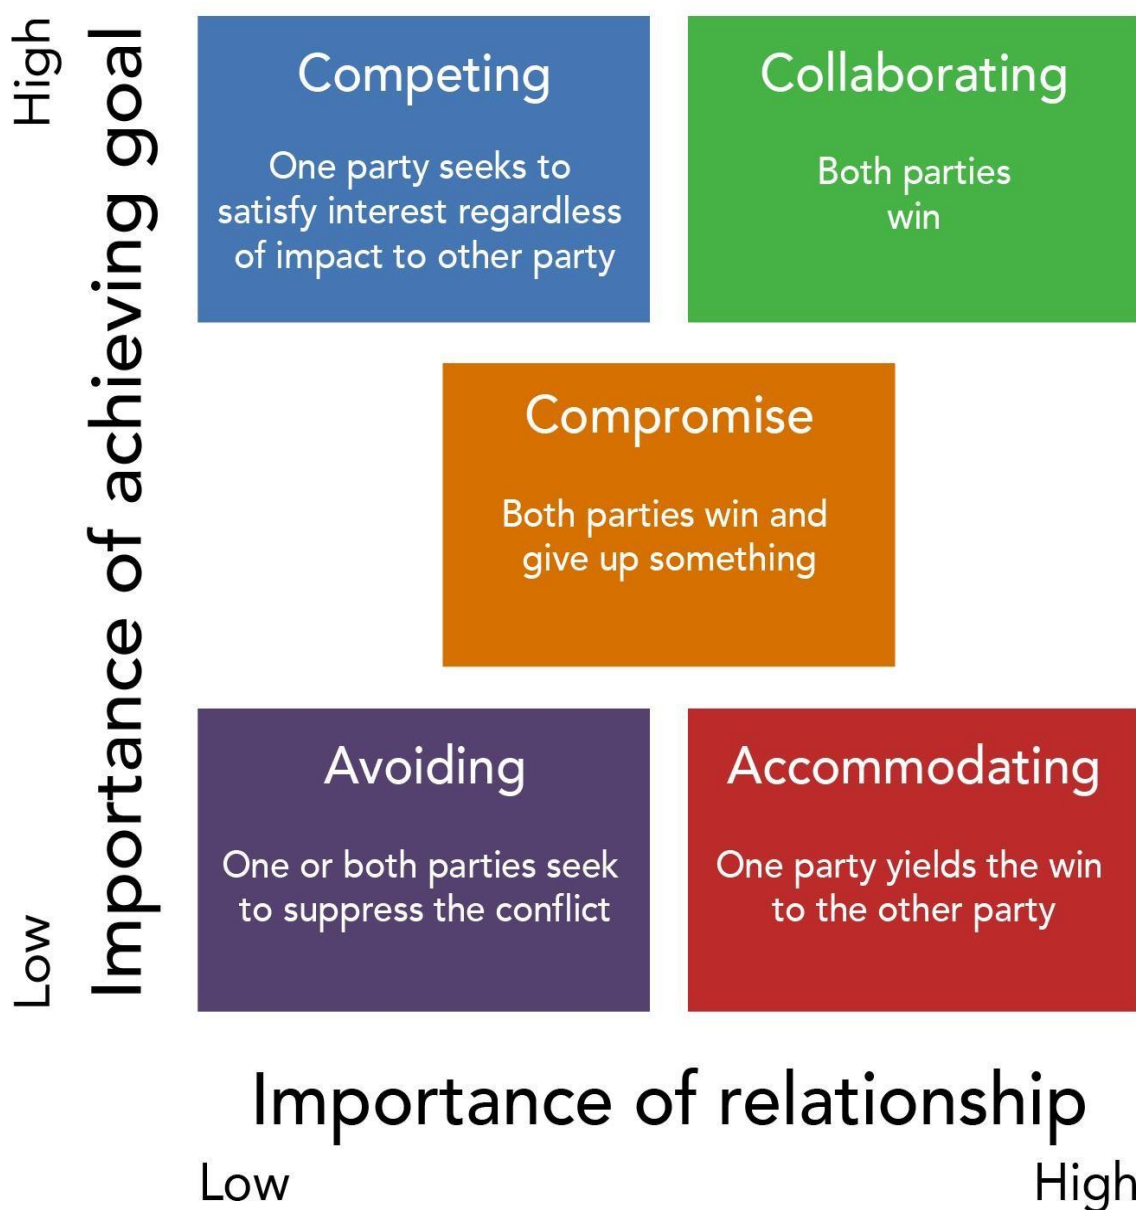 High
Importance of achieving goal
Low
Competing
One party seeks to
satisfy interest regardless
of impact to other party
Collaborating
Both parties
win
Compromise
Both parties win and
give up something
Avoiding
One or both parties seek
to suppress the conflict
Accommodating
One party yields the win
to the other party
Importance of relationship
Low
High